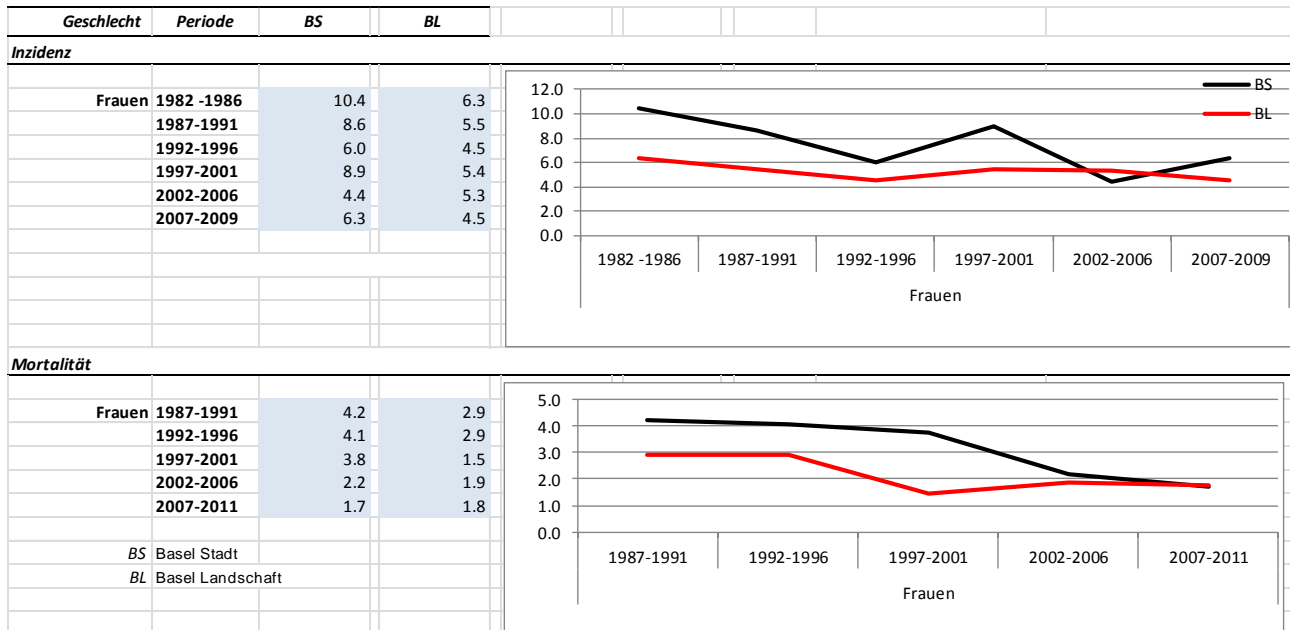 Geschlecht Periode BS BL
Inzidenz
Frauen 1982 -1986 10.4 6.3
1987-1991 8.6 5.5
1992-1996 6.0 4.5
1997-2001 8.9 5.4
2002-2006 4.4 5.3
2007-2009 6.3 4.5
12.0
10.0
8.0
6.0
4.0
2.0
0.0
BS
BL
1982 -1986 1987-1991 1992-1996 1997-2001 2002-2006 2007-2009
Frauen
Mortalität
Frauen 1987-1991 4.2 2.9
1992-1996 4.1 2.9
1997-2001 3.8 1.5
2002-2006 2.2 1.9
2007-2011 1.7 1.8
BS Basel Stadt
BL Basel Landschaft
5.0
4.0
3.0
2.0
1.0
0.0
1987-1991 1992-1996 1997-2001 2002-2006 2007-2011
Frauen